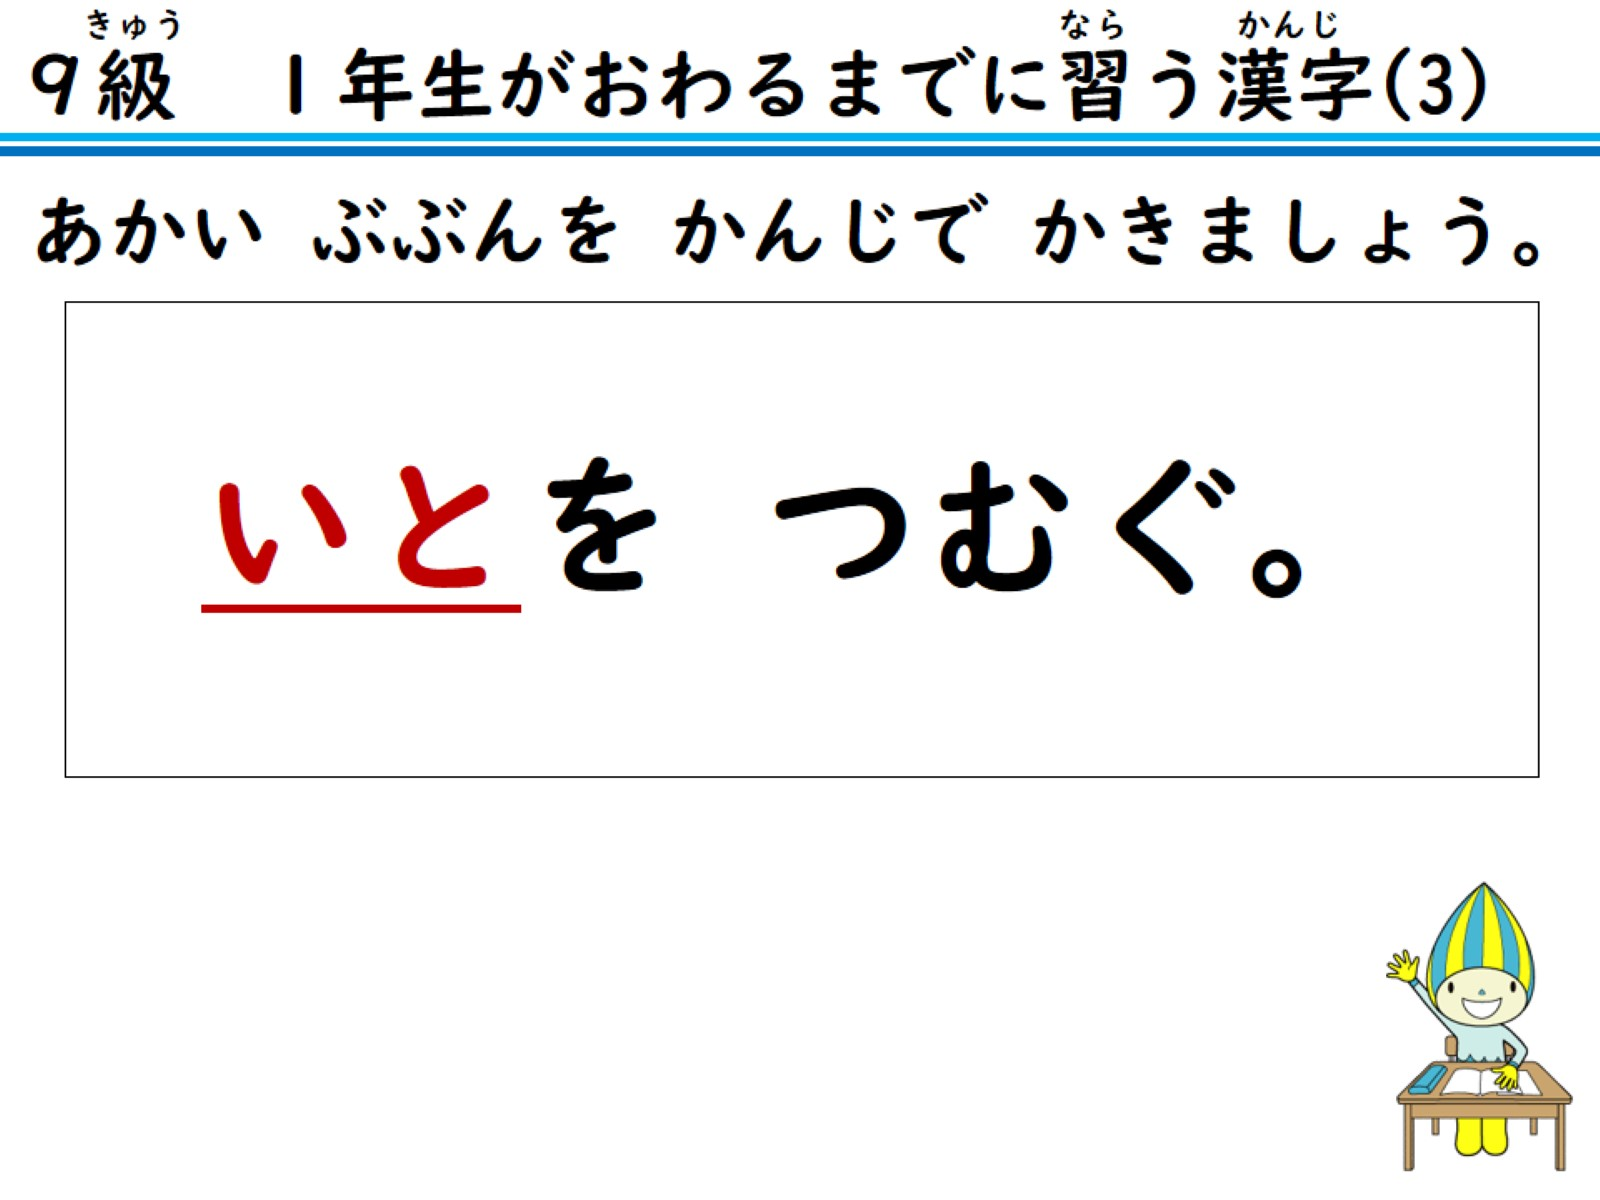 きゅう なら かんじ
9級 1年生がおわるまでに習う漢字(3)
あかい ぶぶんを かんじで かきましょう。
いとを つむぐ。